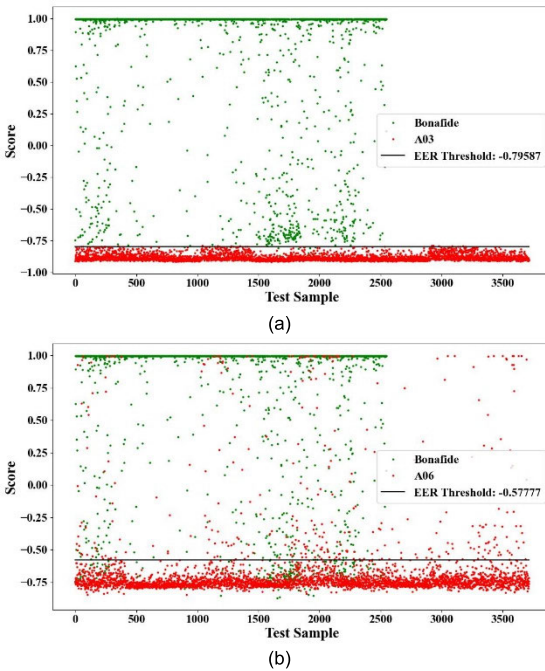 1.00
0.75
0.50
0.25
0.00
−0.25
−0.50
−0.75
−1.00
Score
Bonafide
A03
EER Threshold: -0.79587
0 500 1000 1500 2000 2500 3000 3500
Test Sample
(a)
1.00
0.75
0.50
0.25
0.00
−0.25
−0.50
−0.75
Score
Bonafide
A06
EER Threshold: -0.57777
0 500 1000 1500 2000 2500 3000 3500
Test Sample
(b)